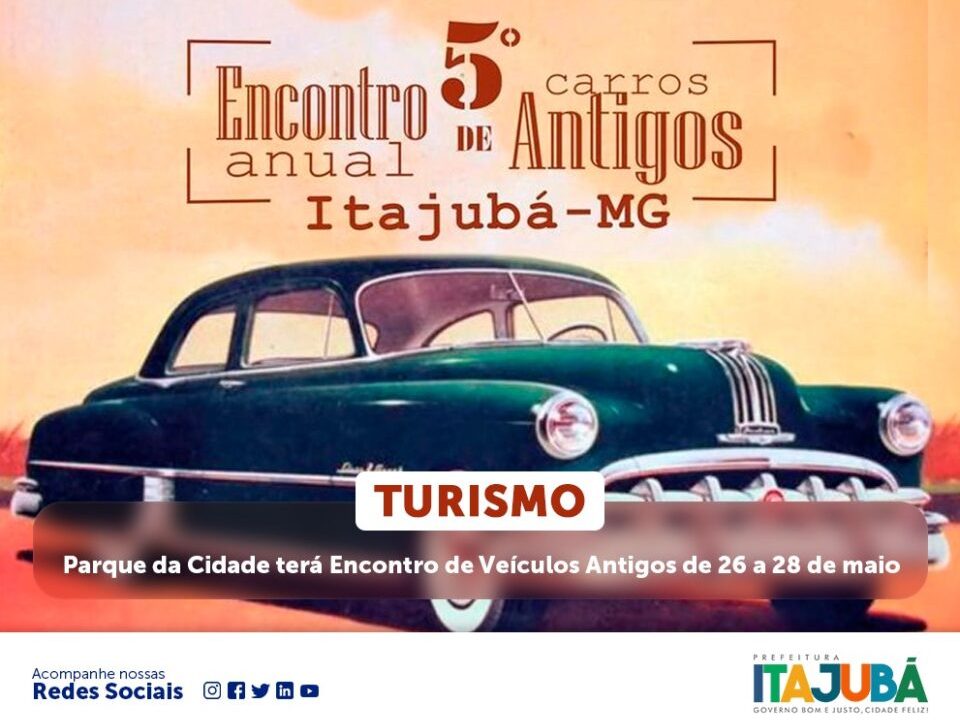 5º
Encontro
anual
DE
carros
Antigos
Itajubá-MG
TURISMO
Parque da Cidade terá Encontro de Veículos Antigos de 26 a 28 de maio
Acompanhe nossas
Redes Sociais
PREFEITURA
ITAJUBÁ
GOVERNO BOM E JUSTO, CIDADE FELIZ!